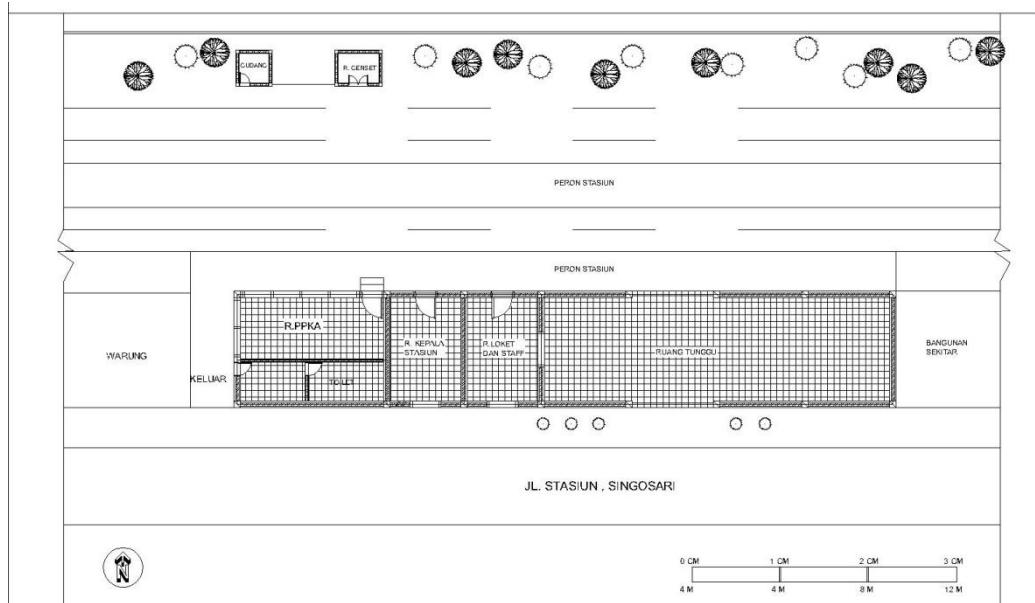 GUDANG
R. GENSET
PERON STASIUN
PERON STASIUN
R.PPKA
R. KEPALA
STASIUN
R.LOKET
DAN STAFF
RUANG TUNGGU
BANGUNAN
SEKITAR
WARUNG
KELUAR
TOILET
JL. STASIUN , SINGOSARI
N
0 CM 1 CM 2 CM 3 CM
4 M 4 M 8 M 12 M